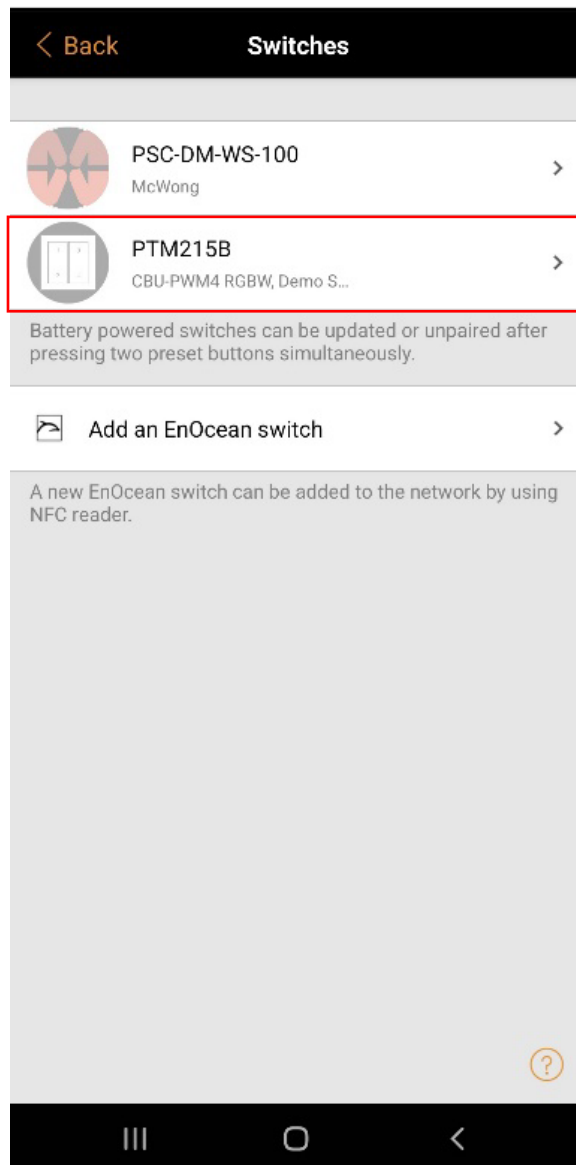 Back
Switches
PSC-DM-WS-100
McWong
PTM215B
CBU-PWM4 RGBW, Demo S...
Battery powered switches can be updated or unpaired after
pressing two preset buttons simultaneously.
Add an EnOcean switch
A new EnOcean switch can be added to the network by using
NFC reader.
?